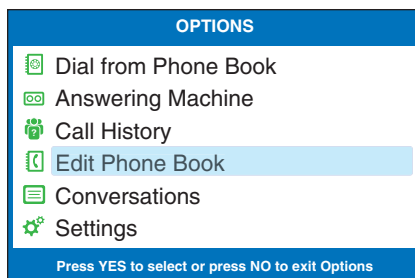 OPTIONS
Dial from Phone Book
Answering Machine
Call History
Edit Phone Book
Conversations
Settings
Press YES to select or press NO to exit Options